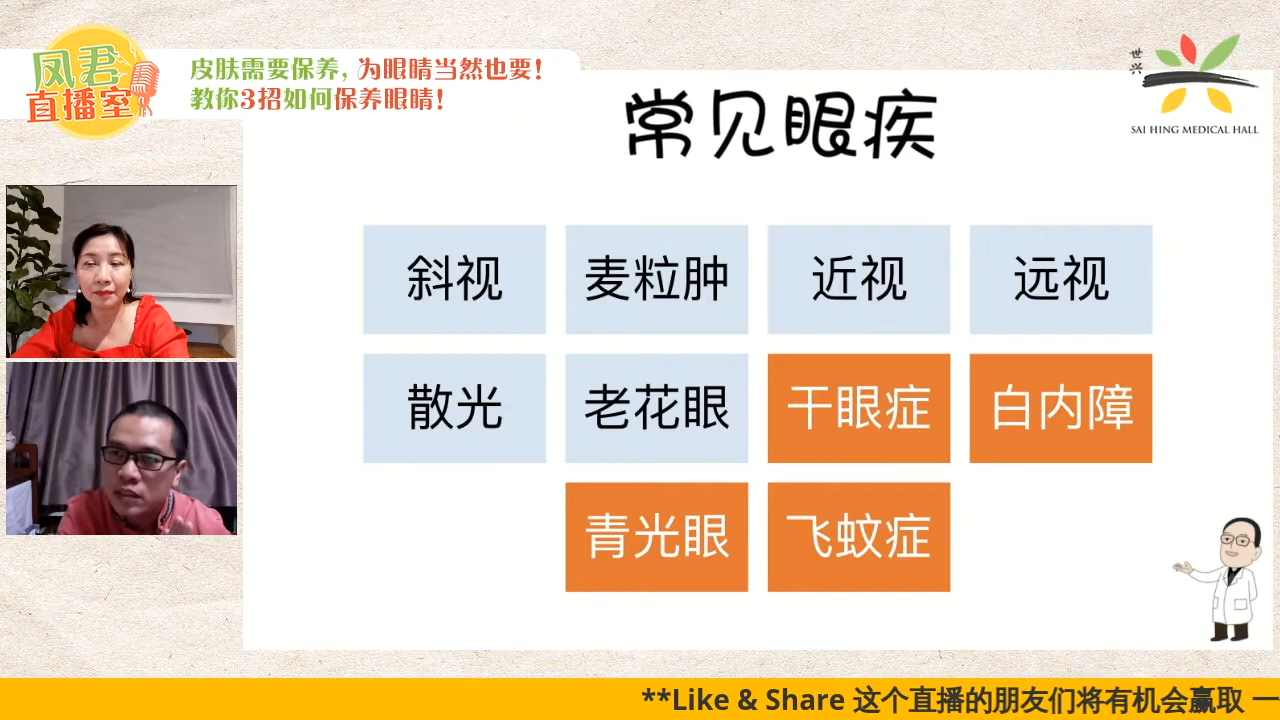 凤君
直播室
皮肤需要保养, 为眼睛当然也要!
教你3招如何保养眼睛!
世兴
SAI HING MEDICAL HALL
常见眼疾
斜视
麦粒肿
近视
远视
散光
老花眼
干眼症
白内障
青光眼
飞蚊症
**Like & Share 这个直播的朋友们将有机会赢取 一